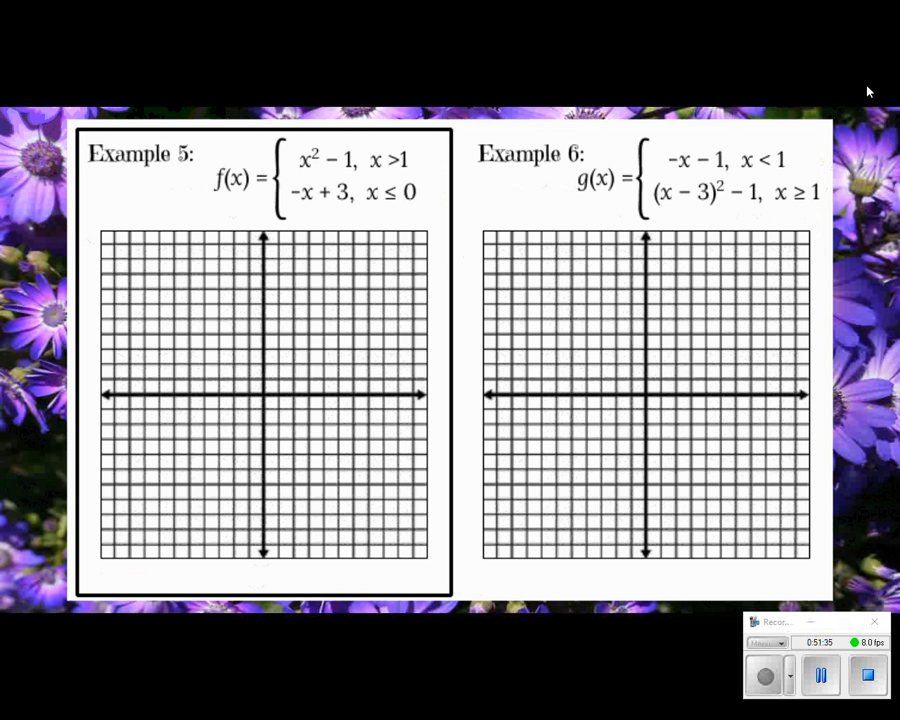 Example 5:
f(x) = { x² – 1, x >1
-x + 3, x ≤ 0
Example 6:
g(x) = { -x – 1, x < 1
(x – 3)² – 1, x ≥ 1
Recor...
0:51:35 8.0 fps